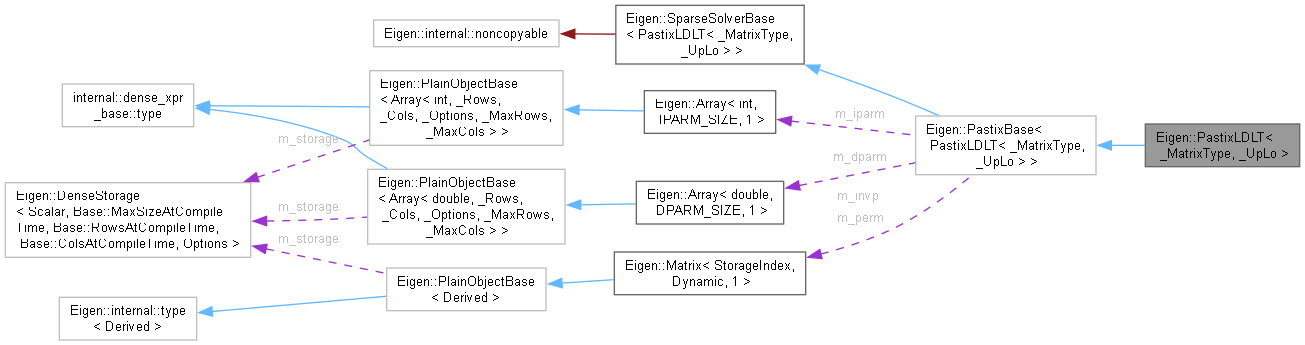 Eigen::internal::noncopyable
Eigen::SparseSolverBase
< PastixLDLT< _MatrixType,
_UpLo > >
internal::dense_xpr
_base::type
Eigen::PlainObjectBase
< Array< int, _Rows,
_Cols, _Options, _MaxRows,
_MaxCols > >
Eigen::Array< int,
IPARM_SIZE, 1 >
m_iparm
Eigen::PastixBase<
PastixLDLT< _MatrixType,
_UpLo > >
Eigen::PastixLDLT<
_MatrixType, _UpLo >
m_storage
m_dparm
Eigen::DenseStorage
< Scalar, Base::MaxSizeAtCompile
Time, Base::RowsAtCompileTime,
Base::ColsAtCompileTime, Options >
m_storage
Eigen::PlainObjectBase
< Array< double, _Rows,
_Cols, _Options, _MaxRows,
_MaxCols > >
Eigen::Array< double,
DPARM_SIZE, 1 >
m_invp
m_perm
m_storage
Eigen::PlainObjectBase
< Derived >
Eigen::Matrix< StorageIndex,
Dynamic, 1 >
Eigen::internal::type
< Derived >